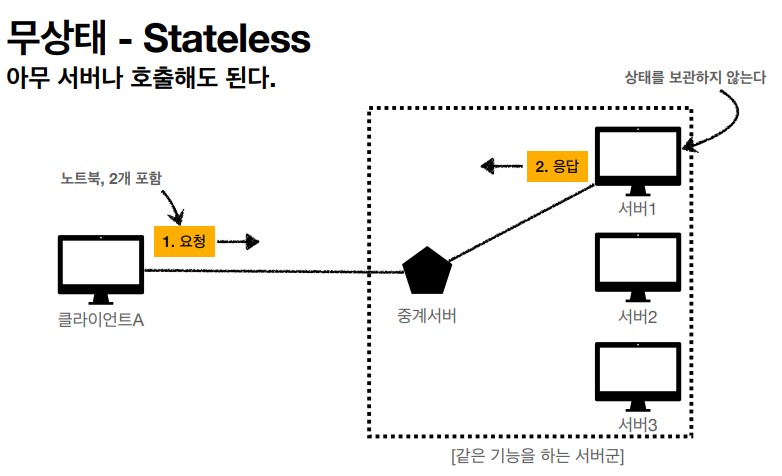 무상태 - Stateless
아무 서버나 호출해도 된다.
상태를 보관하지 않는다
노트북, 2개 포함
1. 요청
2. 응답
클라이언트A
중계서버
서버1
서버2
서버3
[같은 기능을 하는 서버군]